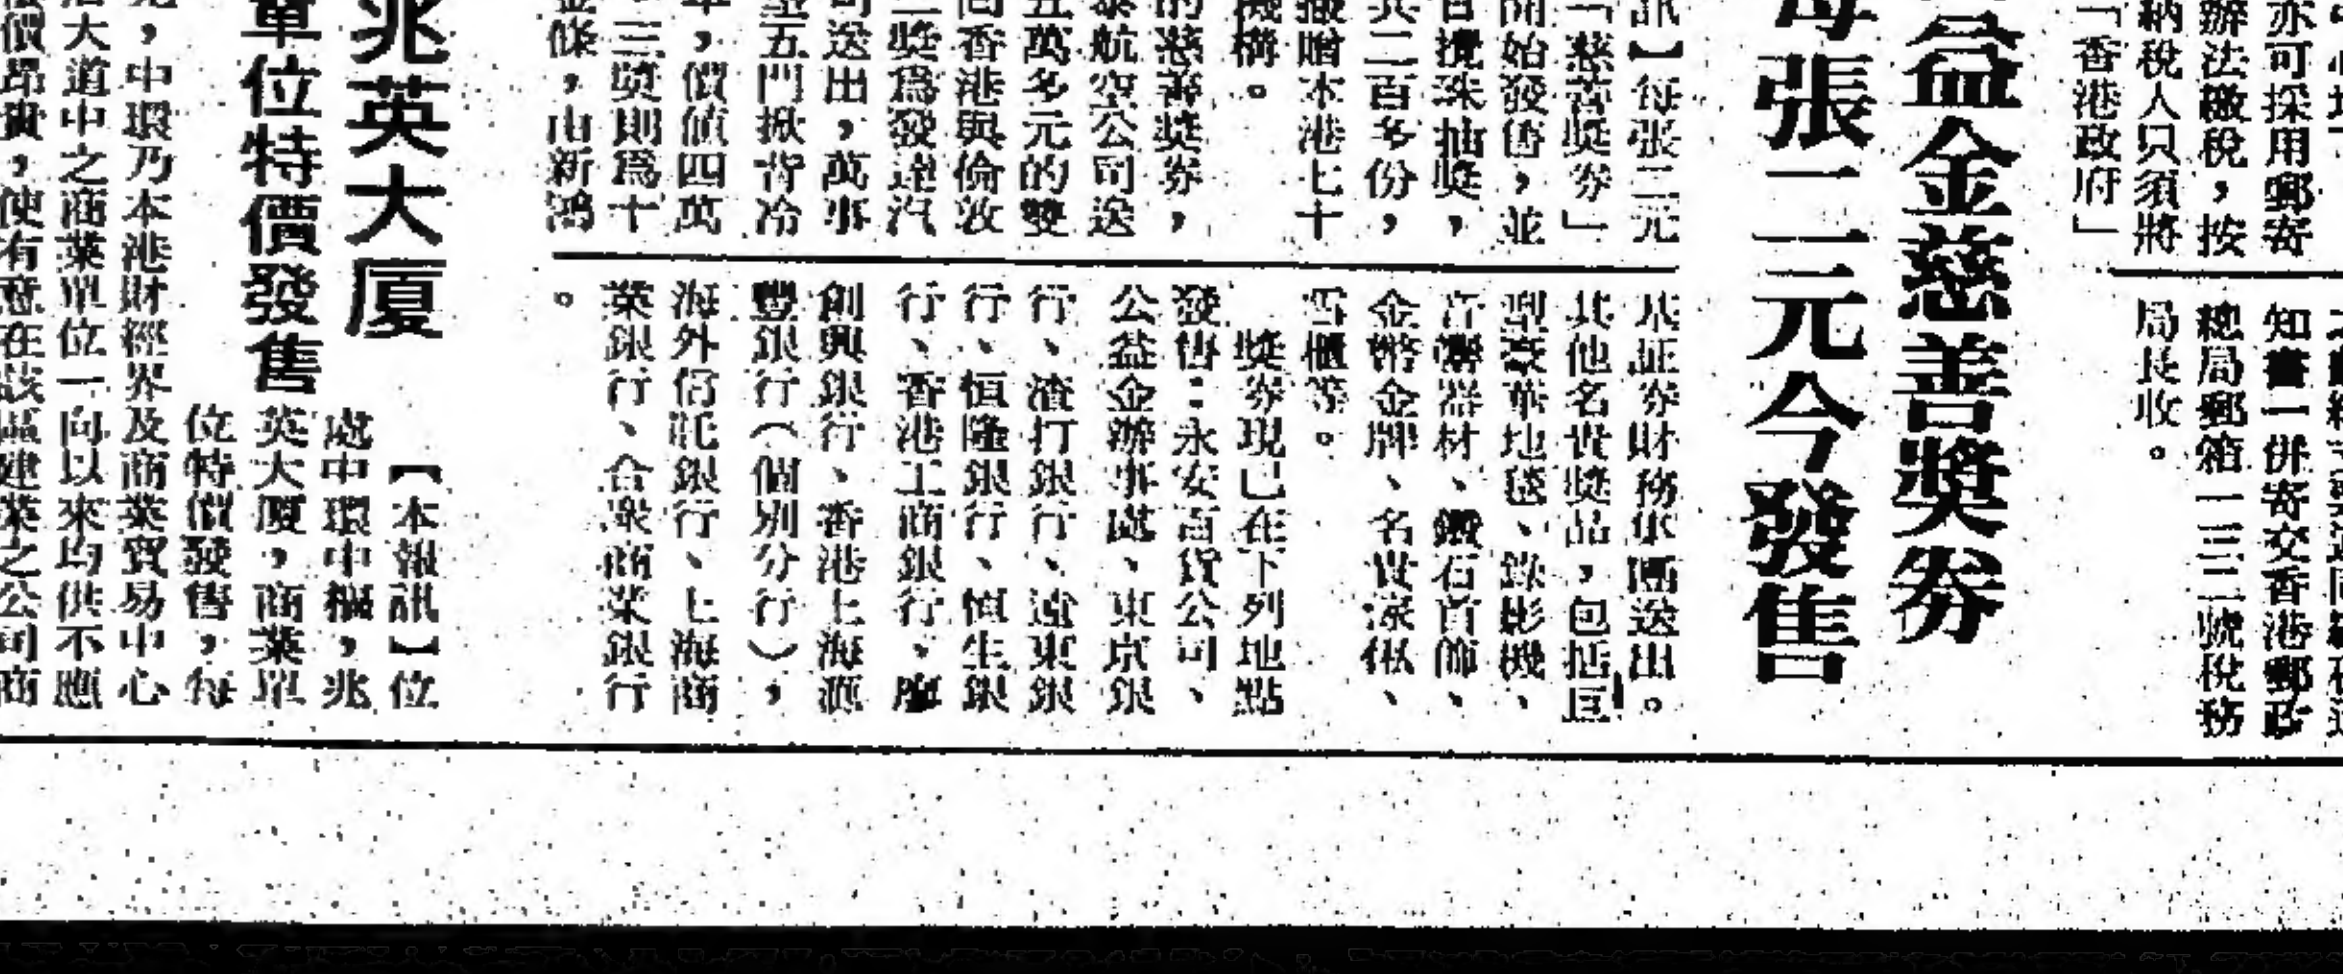 亦可採用郵寄
辦法繳稅，按
納稅人只須將
「香港政府」
知書一併寄交香港郵政
總局郵箱一三二號稅務
局長收。
益金慈善獎券
每張二元今發售
訊】每張二元
「慈善獎券」
開始發售，並
攪珠抽獎，
共二百多份，
撥贈本港七十
機構。
的慈善獎券，
泰航空公司送
五萬多元的雙
問香港與倫敦
二獎爲發達汽
司送出，萬事
五門掀背冷
，價值四萬
三獎則爲十
金條，由新鴻
基証券財務集團送出。
其他名貴獎品，包括巨
型豪華地毯、錄影機、
音響器材、鑽石首飾、
金幣金牌、名貴傢俬、
雪櫃等。
獎券現已在下列地點
發售：永安百貨公司、
公益金辦事處、東京銀
行、渣打銀行、遠東銀
行、恒隆銀行、恒生銀
行、香港工商銀行、廣
創興銀行、香港上海滙
豐銀行（個別分行），
海外信託銀行、上海商
業銀行、合衆商業銀行
。
兆英大廈
單位特價發售
【本報訊】位
處中環中樞，兆
英大廈，商業單
位特價發售，每
，中環乃本港財經界及商業貿易中心
大道中之商業單位一向以來均供不應
價昂貴，使有意在該區建業之公司商